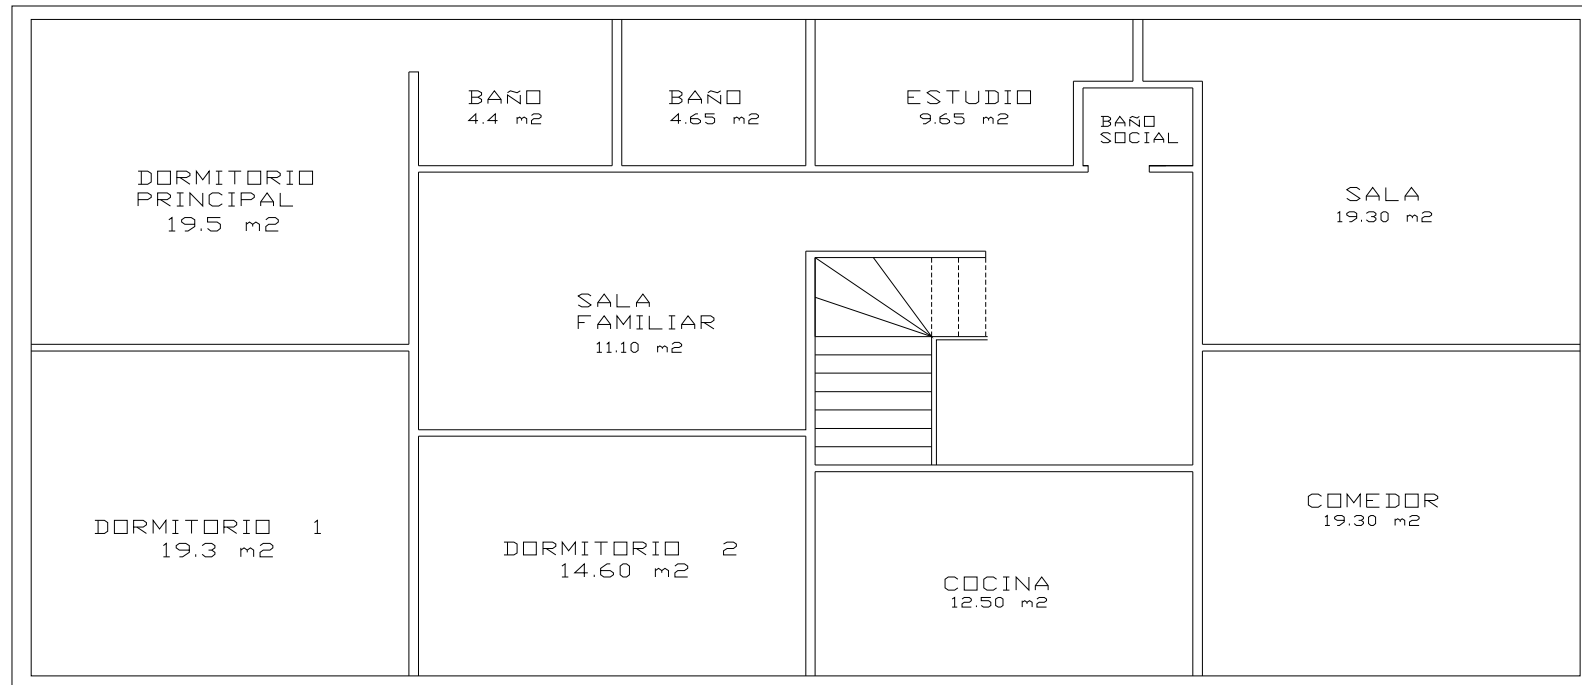 BAÑO
4.4 m2
BAÑO
4.65 m2
ESTUDIO
9.65 m2
BAÑO
SOCIAL
DORMITORIO
PRINCIPAL
19.5 m2
SALA
19.30 m2
SALA
FAMILIAR
11.10 m2
DORMITORIO 1
19.3 m2
DORMITORIO 2
14.60 m2
COCINA
12.50 m2
COMEDOR
19.30 m2